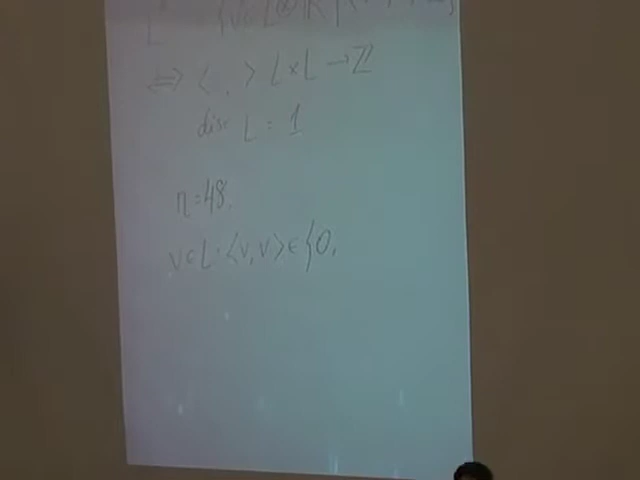 L {v∈L⊗R |
⟺ < , > L×L → ℤ
disc L = 1
n=48,
v∈L: <v,v>∈{0,